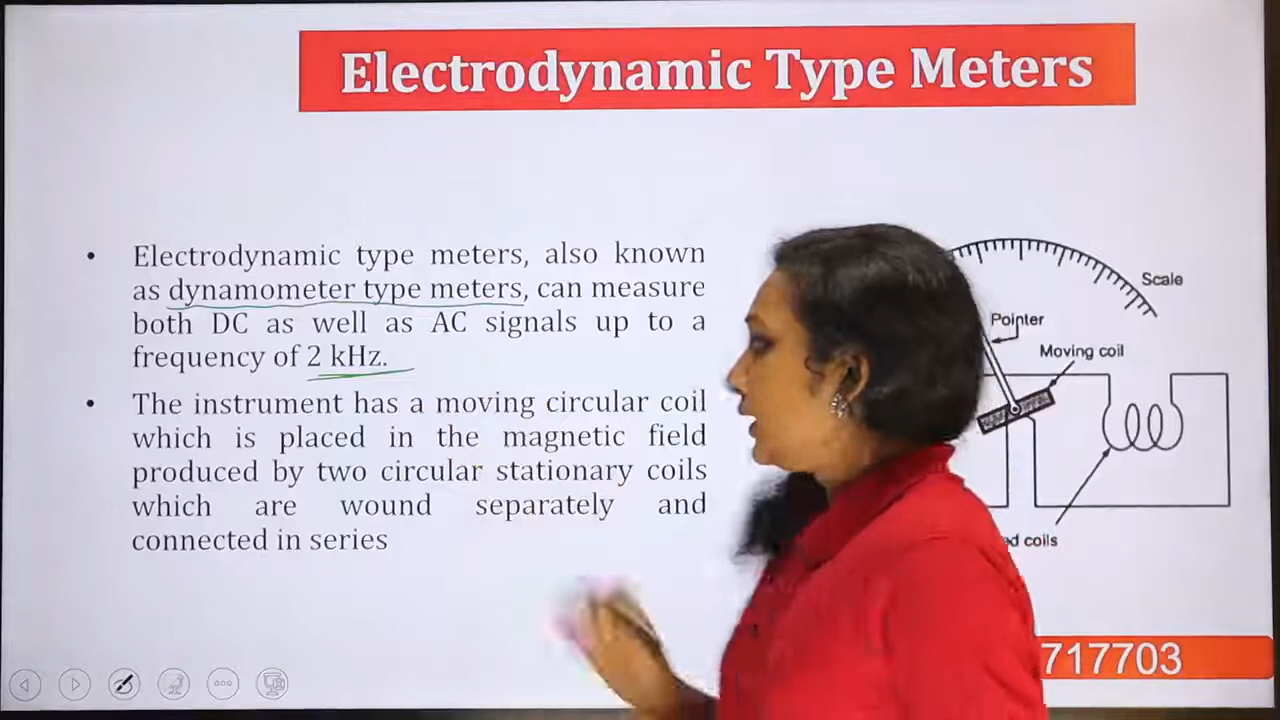 Electrodynamic Type Meters
• Electrodynamic type meters, also known
as dynamometer type meters, can measure
both DC as well as AC signals up to a
frequency of 2 kHz.
• The instrument has a moving circular coil
which is placed in the magnetic field
produced by two circular stationary coils
which are wound separately and
connected in series
Scale
Pointer
Moving coil
coils
717703